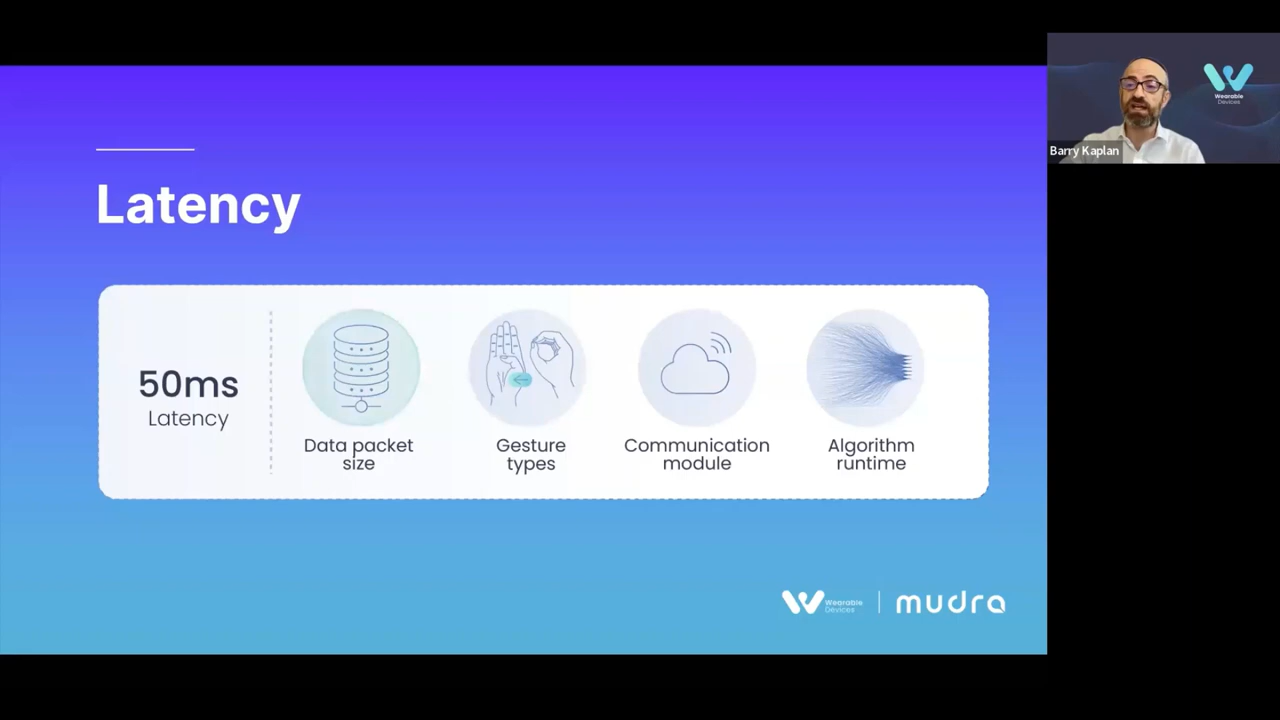 Latency
50ms
Latency
Data packet
size
Gesture
types
Communication
module
Algorithm
runtime
Wearable
Devices
mudra
Wearable
Devices
Barry Kaplan